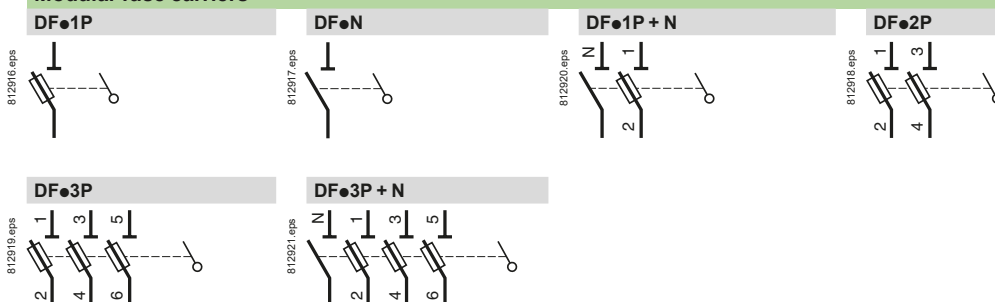 Modular fuse carriers
DF●1P
DF●N
DF●1P + N
DF●2P
812916.eps
812917.eps
812920.eps
N 1
2
812918.eps
1 3
2 4
DF●3P
DF●3P + N
812919.eps
1 3 5
2 4 6
812921.eps
N 1 3 5
2 4 6